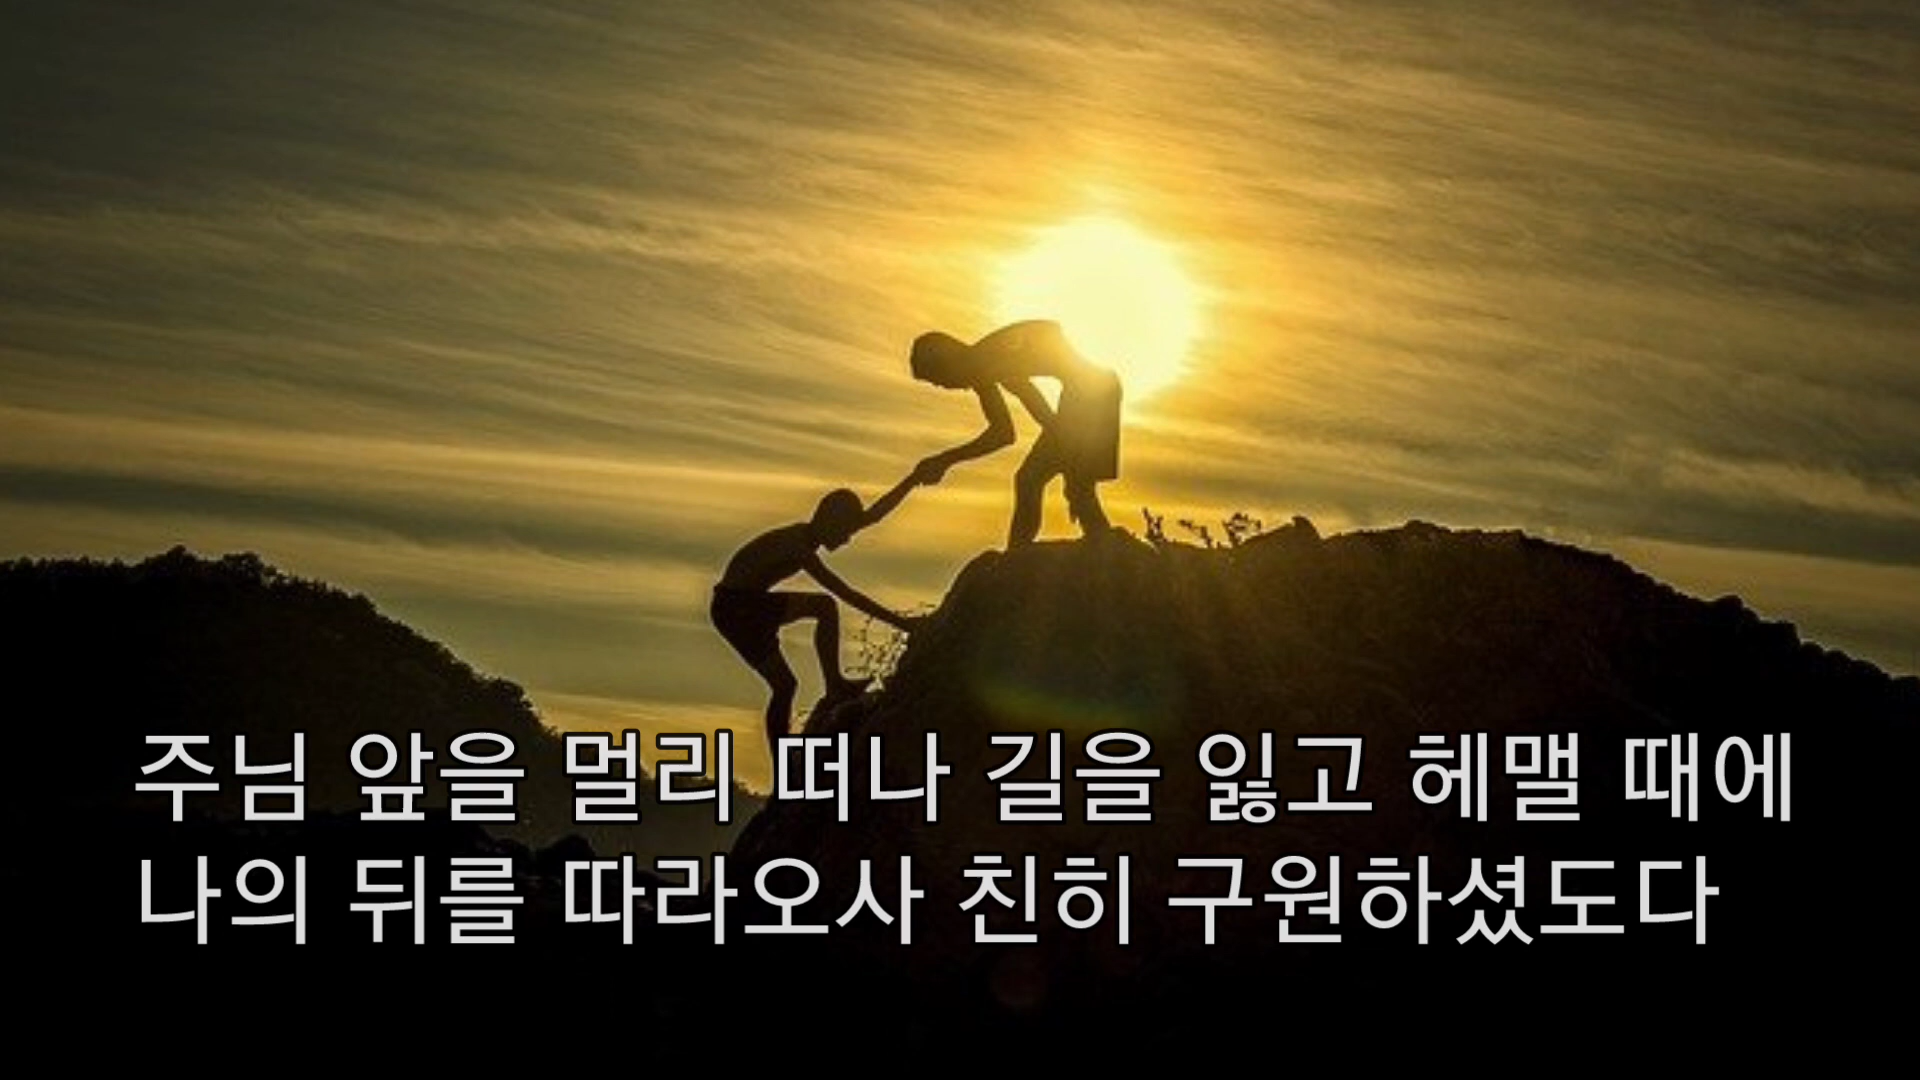 주님 앞을 멀리 떠나 길을 잃고 헤맬 때에
나의 뒤를 따라오사 친히 구원하셨도다